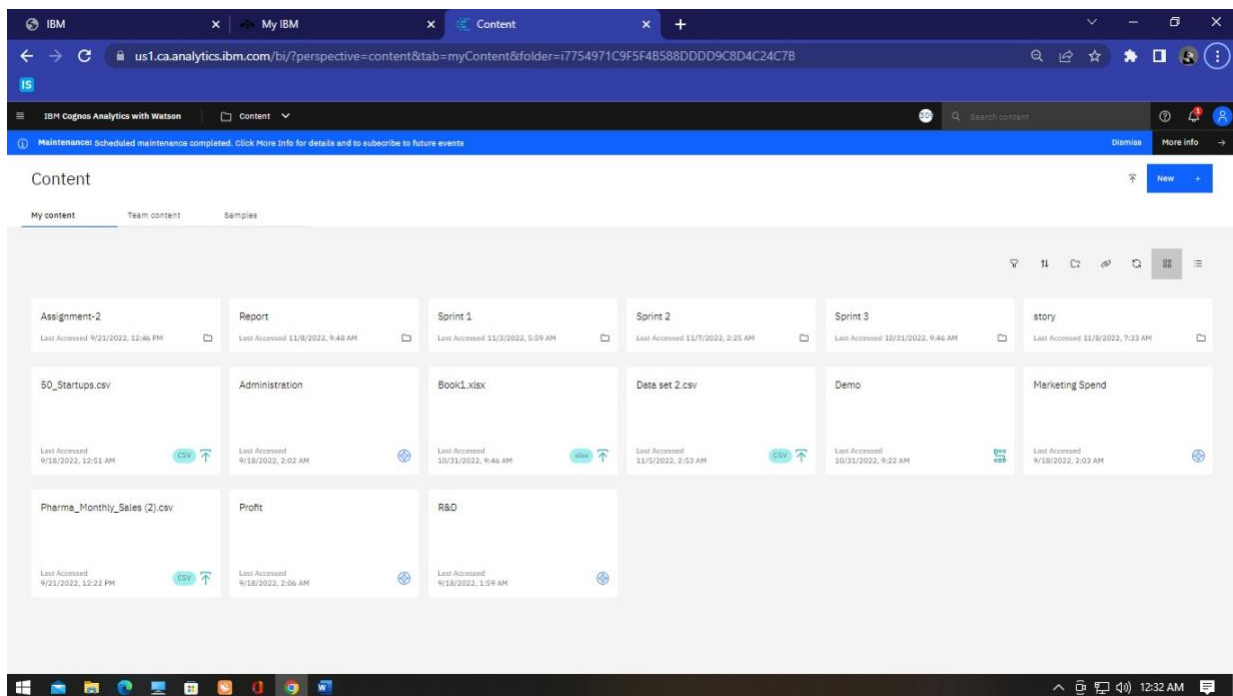 IBM
My IBM
Content
us1.ca.analytics.ibm.com/bi/?perspective=content&tab=myContent&folder=i7754971C9F5F4B588DDDD9C8D4C24C7B
IS
IBM Cognos Analytics with Watson
Content
Search content
Maintenance: Scheduled maintenance completed. Click More Info for details and to subscribe to future events
Dismiss
More info
Content
New +
My content
Team content
Samples
Assignment-2
Last Accessed 9/21/2022, 12:46 PM
Report
Last Accessed 11/8/2022, 9:48 AM
Sprint 1
Last Accessed 11/3/2022, 5:59 AM
Sprint 2
Last Accessed 11/7/2022, 2:25 AM
Sprint 3
Last Accessed 10/31/2022, 9:46 AM
story
Last Accessed 11/8/2022, 7:33 AM
50_Startups.csv
Last Accessed
9/18/2022, 12:51 AM
CSV
Administration
Last Accessed
9/18/2022, 2:02 AM
Book1.xlsx
Last Accessed
10/31/2022, 9:46 AM
xlsx
Data set 2.csv
Last Accessed
11/5/2022, 2:53 AM
CSV
Demo
Last Accessed
10/31/2022, 9:22 AM
Marketing Spend
Last Accessed
9/18/2022, 2:03 AM
Pharma_Monthly_Sales (2).csv
Last Accessed
9/21/2022, 12:22 PM
CSV
Profit
Last Accessed
9/18/2022, 2:06 AM
R&D
Last Accessed
9/18/2022, 1:59 AM
12:32 AM